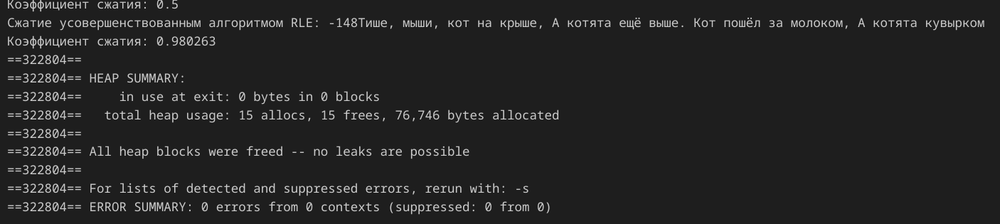 Коэффициент сжатия: 0.5
Сжатие усовершенствованным алгоритмом RLE: -148Тише, мыши, кот на крыше, А котята ещё выше. Кот пошёл за молоком, А котята кувырком
Коэффициент сжатия: 0.980263
==322804==
==322804== HEAP SUMMARY:
==322804==     in use at exit: 0 bytes in 0 blocks
==322804==   total heap usage: 15 allocs, 15 frees, 76,746 bytes allocated
==322804==
==322804== All heap blocks were freed -- no leaks are possible
==322804==
==322804== For lists of detected and suppressed errors, rerun with: -s
==322804== ERROR SUMMARY: 0 errors from 0 contexts (suppressed: 0 from 0)